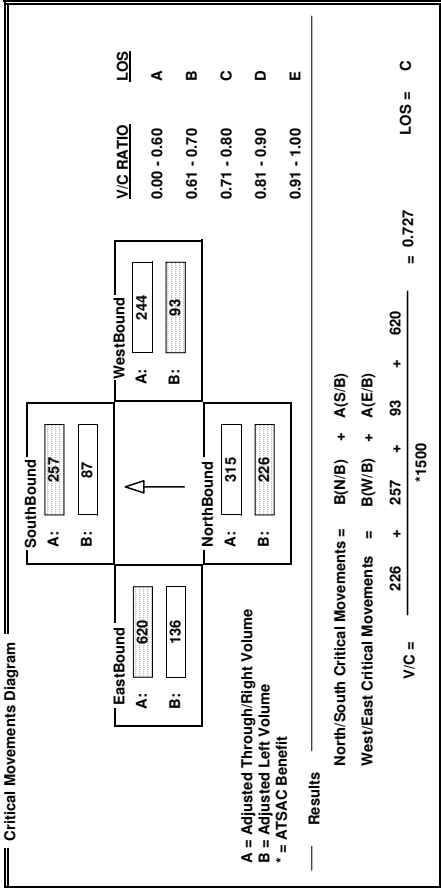 Critical Movements Diagram
SouthBound
A: 257
B: 87
EastBound
A: 620
B: 136
WestBound
A: 244
B: 93
NorthBound
A: 315
B: 226
V/C RATIO LOS
0.00 - 0.60 A
0.61 - 0.70 B
0.71 - 0.80 C
0.81 - 0.90 D
0.91 - 1.00 E
A = Adjusted Through/Right Volume
B = Adjusted Left Volume
* = ATSAC Benefit
Results
North/South Critical Movements = B(N/B) + A(S/B)
West/East Critical Movements = B(W/B) + A(E/B)
V/C = 226 + 257 + 93 + 620 = 0.727 LOS = C
*1500